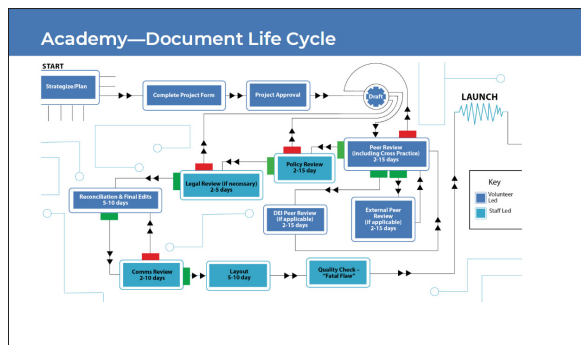 Academy—Document Life Cycle
START
Strategize/Plan
Complete Project Form
Project Approval
Draft
LAUNCH
Peer Review
(including Cross Practice)
2-15 days
Policy Review
2-15 day
Legal Review (if necessary)
2-5 days
Reconciliation & Final Edits
5-10 days
DEI Peer Review
(if applicable)
2-15 days
External Peer
Review
(if applicable)
2-15 days
Key
Volunteer
Led
Staff Led
Comms Review
2-10 days
Layout
5-10 day
Quality Check –
"Fatal Flaw"